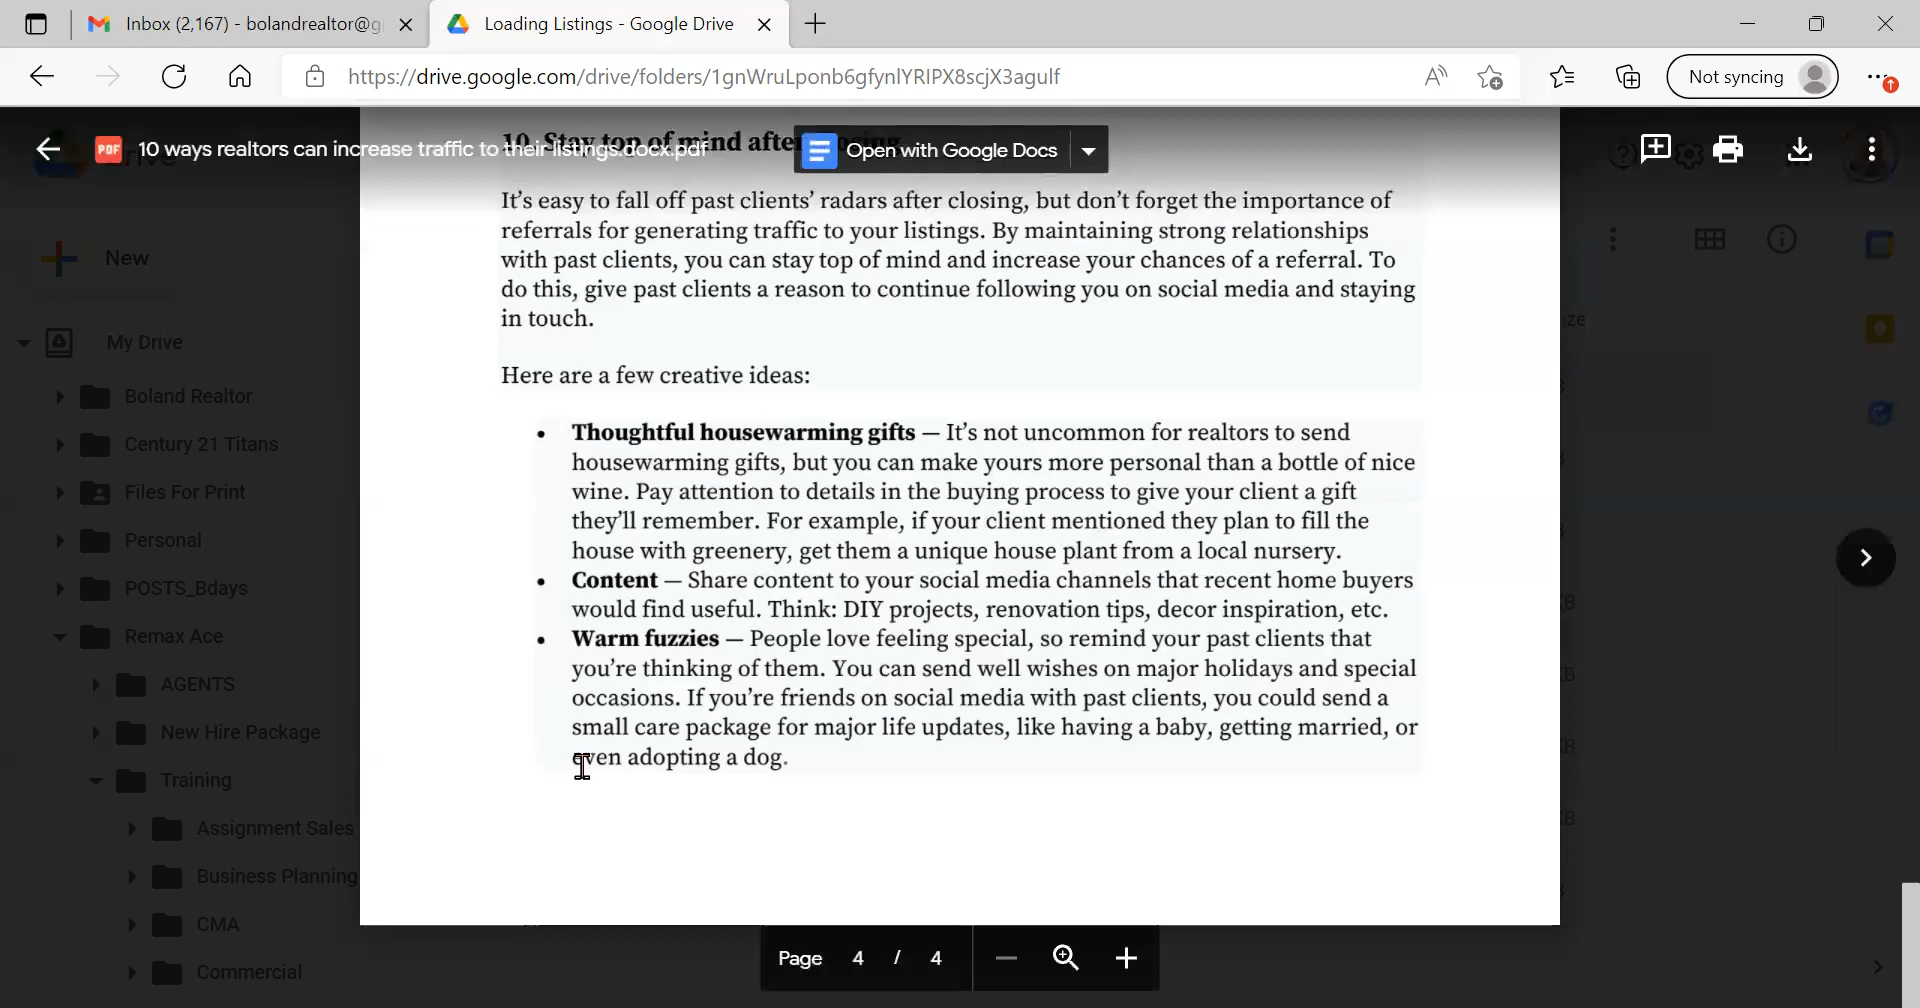 Inbox (2,167) - bolandrealtor@g
Loading Listings - Google Drive
https://drive.google.com/drive/folders/1gnWruLponb6gfynlYRIPX8scjX3agulf
Not syncing
PDF
10 ways realtors can increase traffic to their listings.docx.pdf
Open with Google Docs
10. Stay top of mind after closing
It's easy to fall off past clients' radars after closing, but don't forget the importance of
referrals for generating traffic to your listings. By maintaining strong relationships
with past clients, you can stay top of mind and increase your chances of a referral. To
do this, give past clients a reason to continue following you on social media and staying
in touch.
Here are a few creative ideas:
• Thoughtful housewarming gifts — It's not uncommon for realtors to send
housewarming gifts, but you can make yours more personal than a bottle of nice
wine. Pay attention to details in the buying process to give your client a gift
they'll remember. For example, if your client mentioned they plan to fill the
house with greenery, get them a unique house plant from a local nursery.
• Content — Share content to your social media channels that recent home buyers
would find useful. Think: DIY projects, renovation tips, decor inspiration, etc.
• Warm fuzzies — People love feeling special, so remind your past clients that
you're thinking of them. You can send well wishes on major holidays and special
occasions. If you're friends on social media with past clients, you could send a
small care package for major life updates, like having a baby, getting married, or
even adopting a dog.
New
My Drive
Boland Realtor
Century 21 Titans
Files For Print
Personal
POSTS_Bdays
Remax Ace
AGENTS
New Hire Package
Training
Assignment Sales
Business Planning
CMA
Commercial
Page 4 / 4